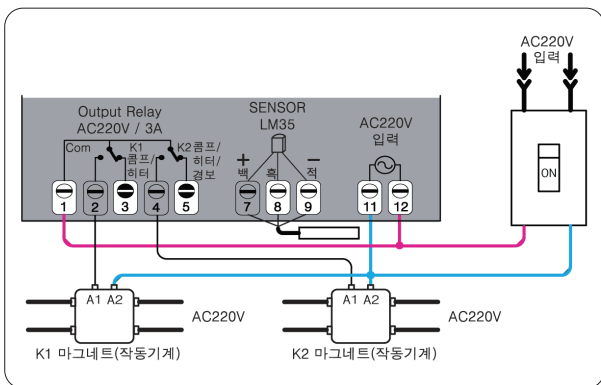 AC220V
입력
Output Relay
AC220V / 3A
SENSOR
LM35
AC220V
입력
Com
K1
콤프/
히터
K2콤프/
히터/
경보
+
백
흑
−
적
ON
1
2
3
4
5
7
8
9
11
12
A1 A2
AC220V
A1 A2
AC220V
K1 마그네트(작동기계)
K2 마그네트(작동기계)